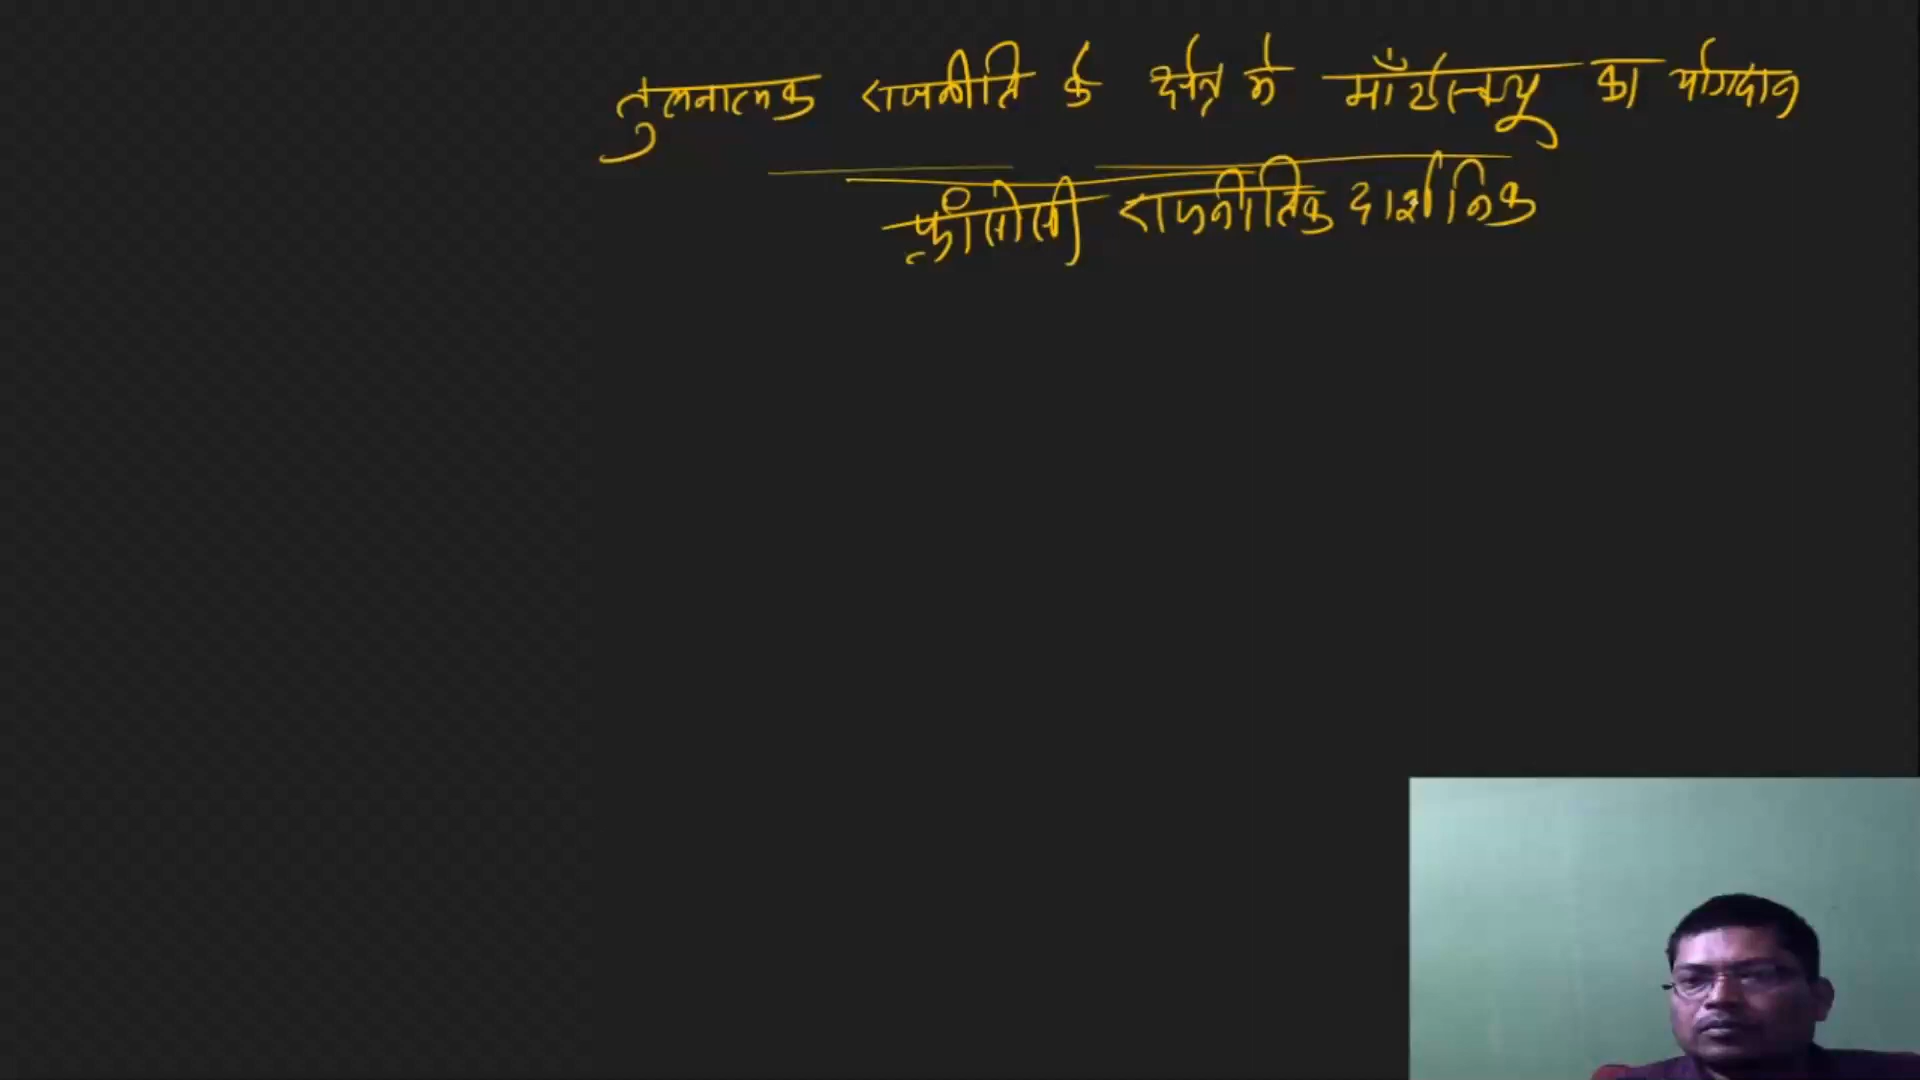 तुलनात्मक राजनीति के क्षेत्र में माँटेस्क्यू का योगदान
फ्रांसीसी राजनीतिक दार्शनिक